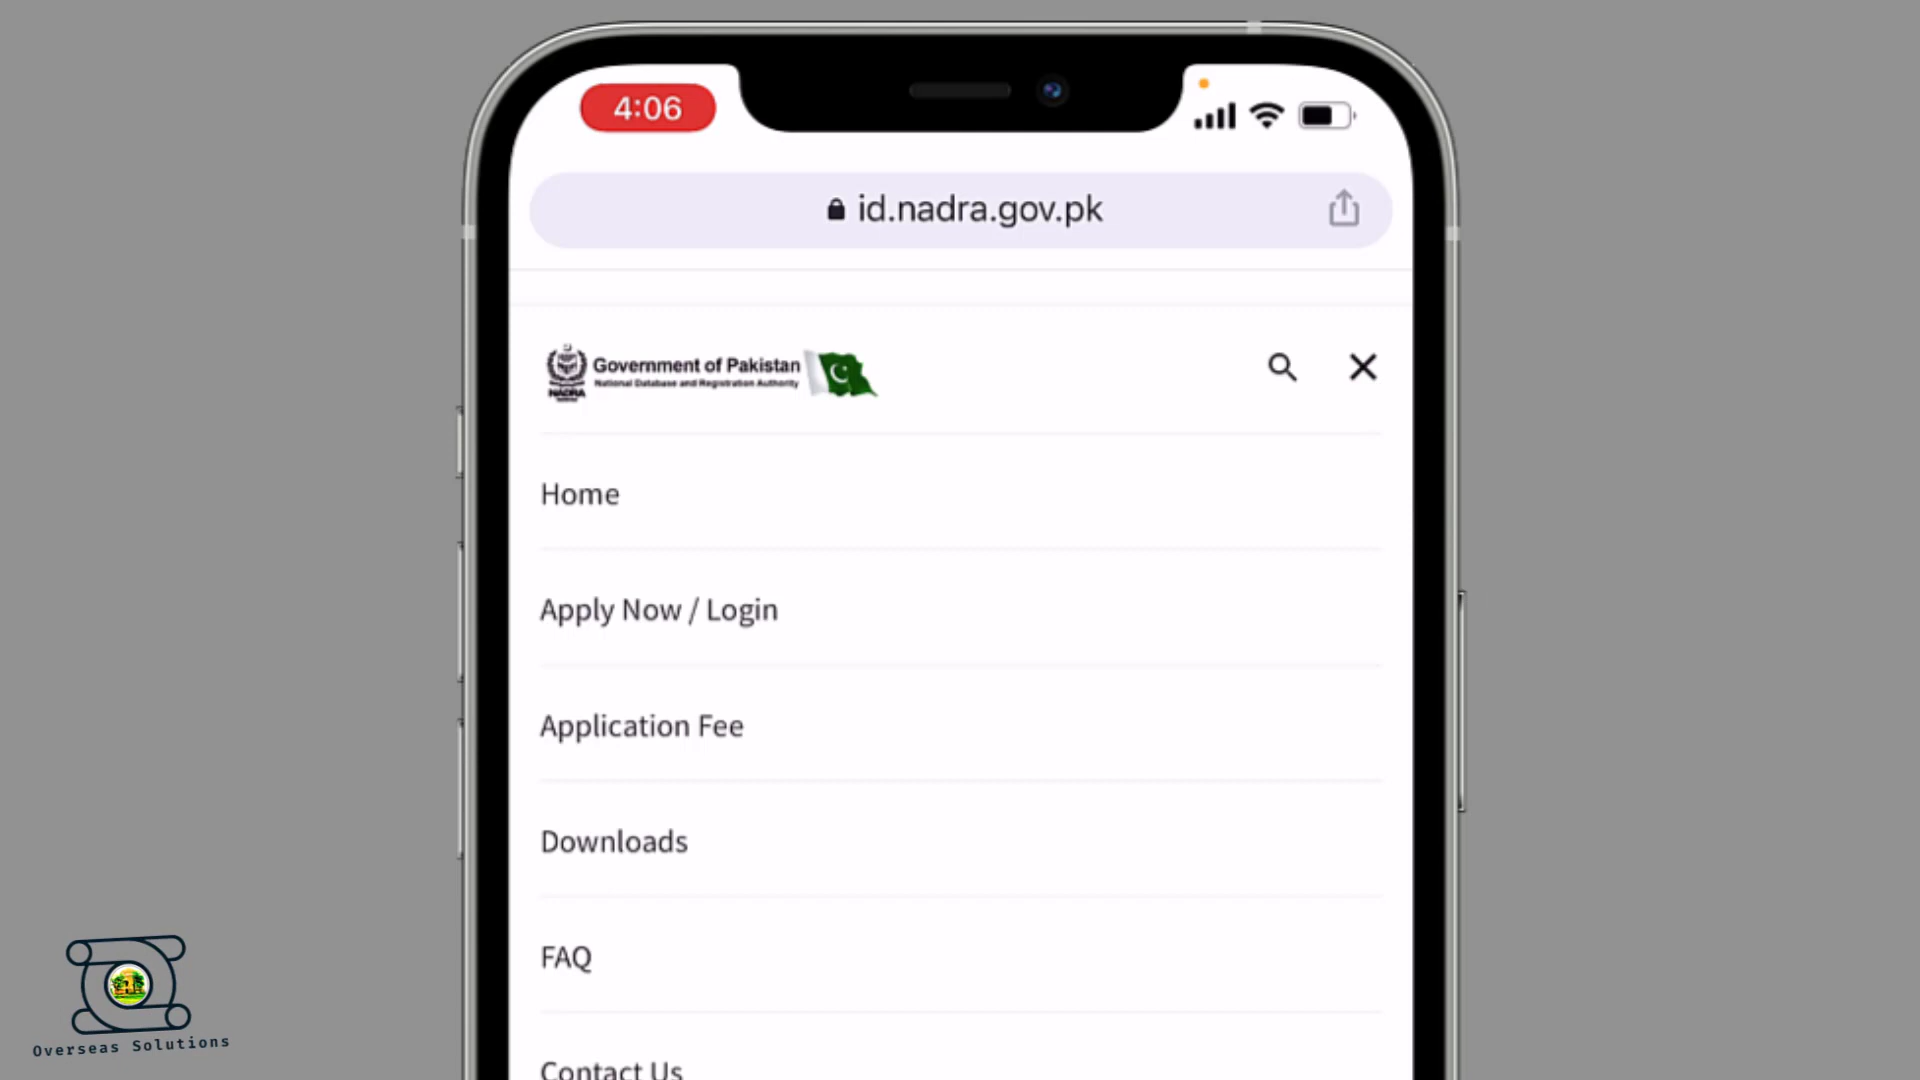 4:06
id.nadra.gov.pk
Government of Pakistan
National Database and Registration Authority
NADRA
Home
Apply Now / Login
Application Fee
Downloads
FAQ
Contact Us
Overseas Solutions